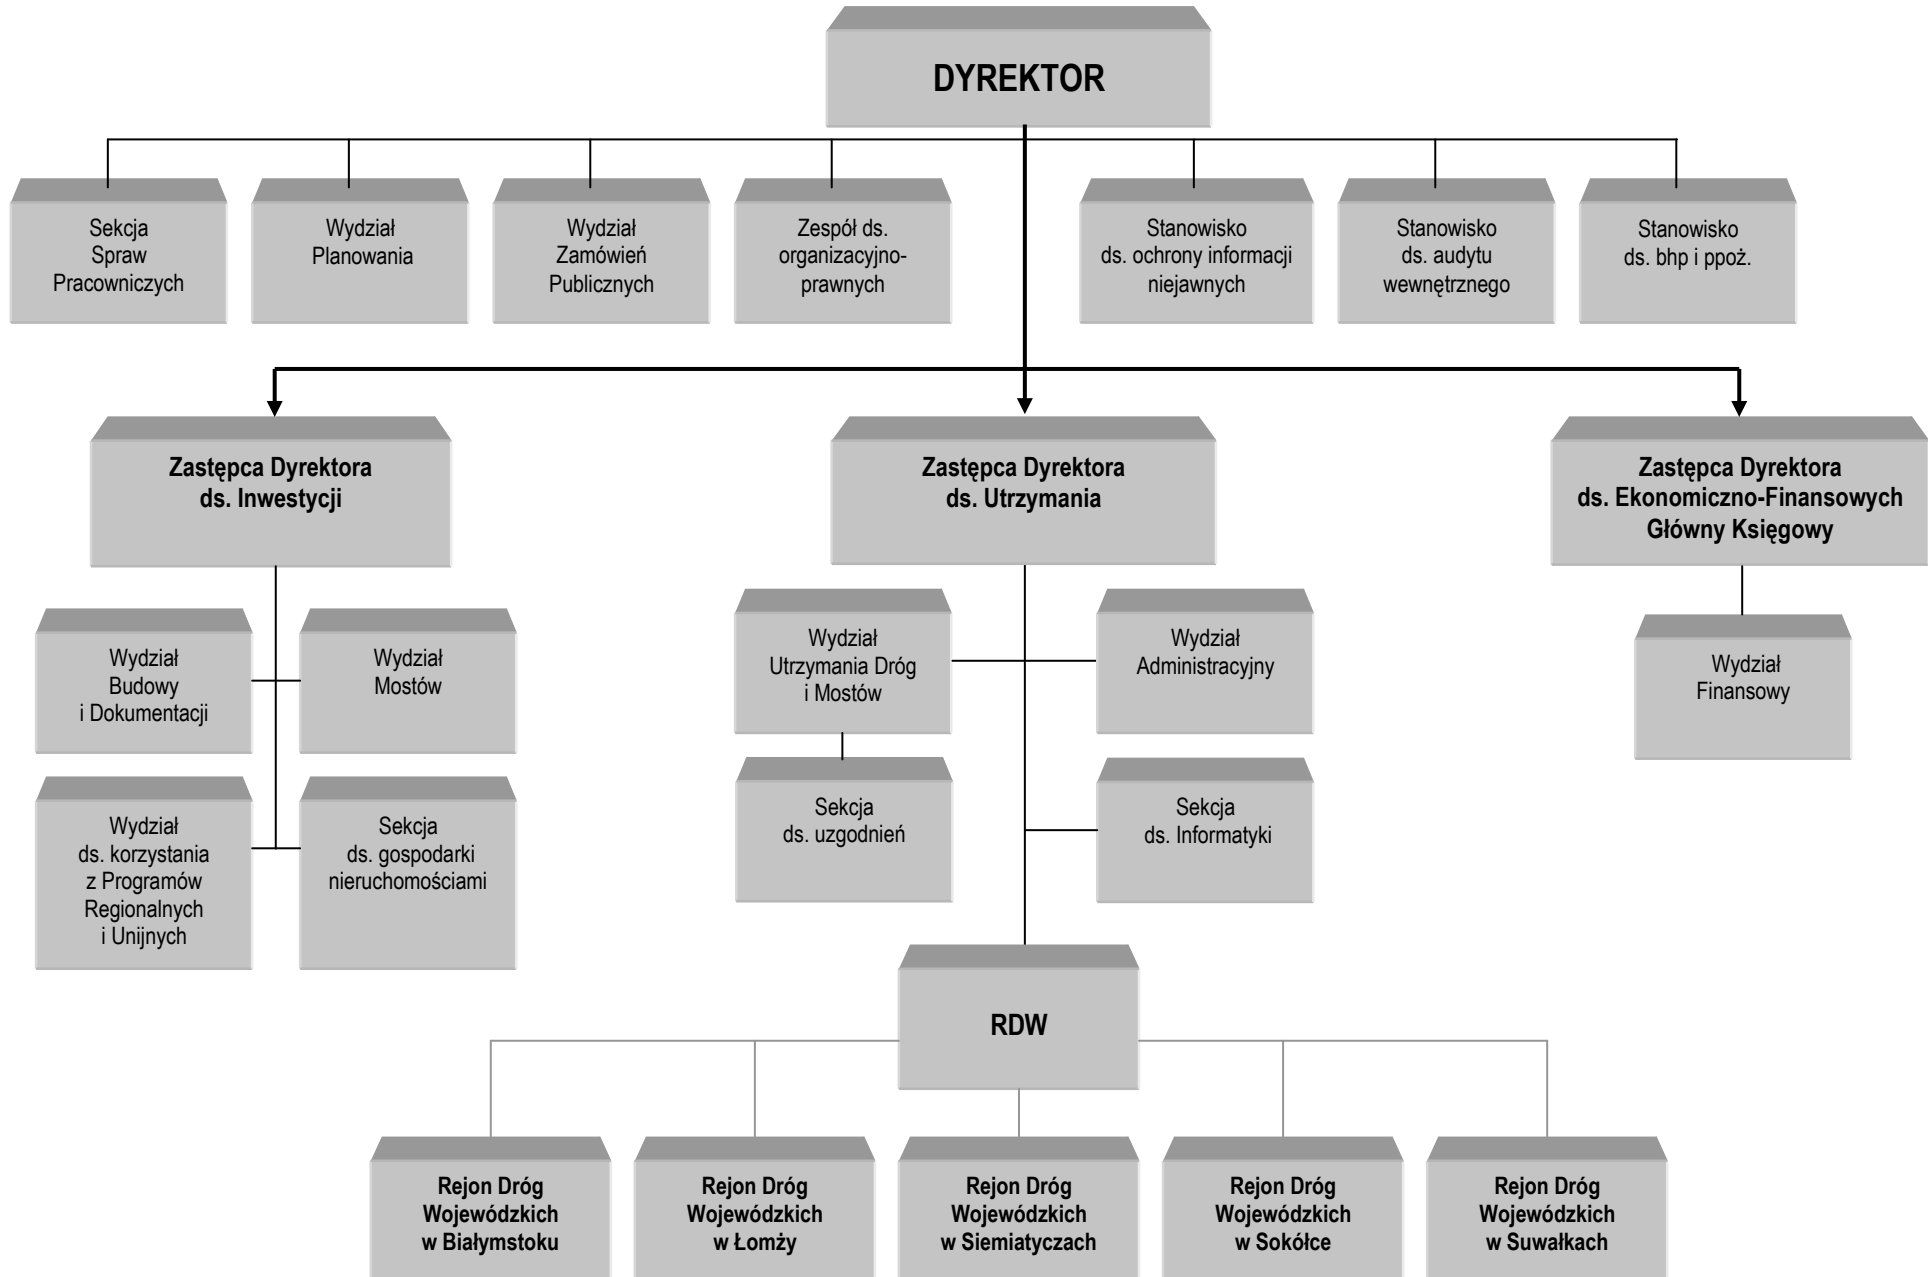 DYREKTOR
Sekcja
Spraw
Pracowniczych
Wydział
Planowania
Wydział
Zamówień
Publicznych
Zespół ds.
organizacyjno-
prawnych
Stanowisko
ds. ochrony informacji
niejawnych
Stanowisko
ds. audytu
wewnętrznego
Stanowisko
ds. bhp i ppoż.
Zastępca Dyrektora
ds. Inwestycji
Zastępca Dyrektora
ds. Utrzymania
Zastępca Dyrektora
ds. Ekonomiczno-Finansowych
Główny Księgowy
Wydział
Budowy
i Dokumentacji
Wydział
Mostów
Wydział
Utrzymania Dróg
i Mostów
Wydział
Administracyjny
Wydział
Finansowy
Wydział
ds. korzystania
z Programów
Regionalnych
i Unijnych
Sekcja
ds. gospodarki
nieruchomościami
Sekcja
ds. uzgodnień
Sekcja
ds. Informatyki
RDW
Rejon Dróg
Wojewódzkich
w Białymstoku
Rejon Dróg
Wojewódzkich
w Łomży
Rejon Dróg
Wojewódzkich
w Siemiatyczach
Rejon Dróg
Wojewódzkich
w Sokółce
Rejon Dróg
Wojewódzkich
w Suwałkach